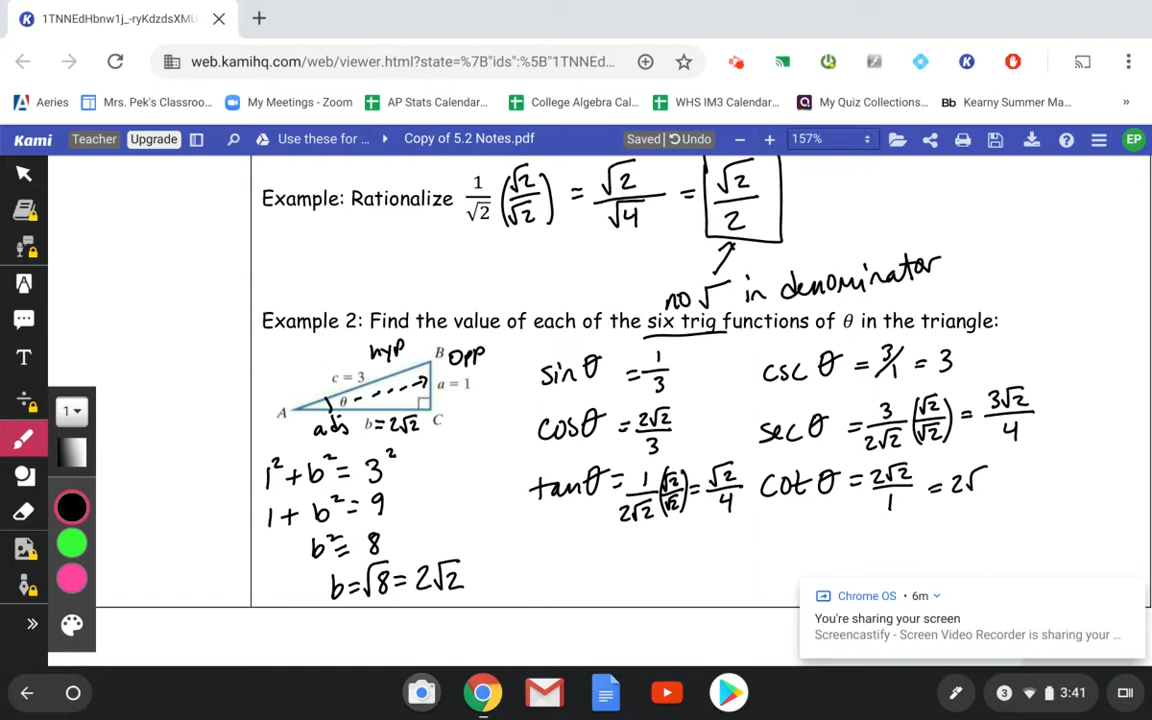 1TNNEdHbnw1j_-ryKdzdsXMU
web.kamihq.com/web/viewer.html?state=%7B"ids":%5B"1TNNEd...
Aeries Mrs. Pek's Classroo... My Meetings - Zoom AP Stats Calendar... College Algebra Cal... WHS IM3 Calendar... My Quiz Collections... Bb Kearny Summer Ma... »
Kami Teacher Upgrade Use these for ... Copy of 5.2 Notes.pdf Saved Undo 157% EP
Example: Rationalize 1/√2 (√2/√2) = √2/√4 = √2/2
no √ in denominator
Example 2: Find the value of each of the six trig functions of θ in the triangle:
hyp B opp
c = 3 a = 1
A θ
adj b = 2√2 C
1² + b² = 3²
1 + b² = 9
b² = 8
b = √8 = 2√2
sin θ = 1/3 csc θ = 3/1 = 3
cos θ = 2√2/3 sec θ = 3/2√2 (√2/√2) = 3√2/4
tan θ = 1/2√2 (√2/√2) = √2/4 cot θ = 2√2/1 = 2√
1
Chrome OS • 6m
You're sharing your screen
Screencastify - Screen Video Recorder is sharing your ...
3 3:41